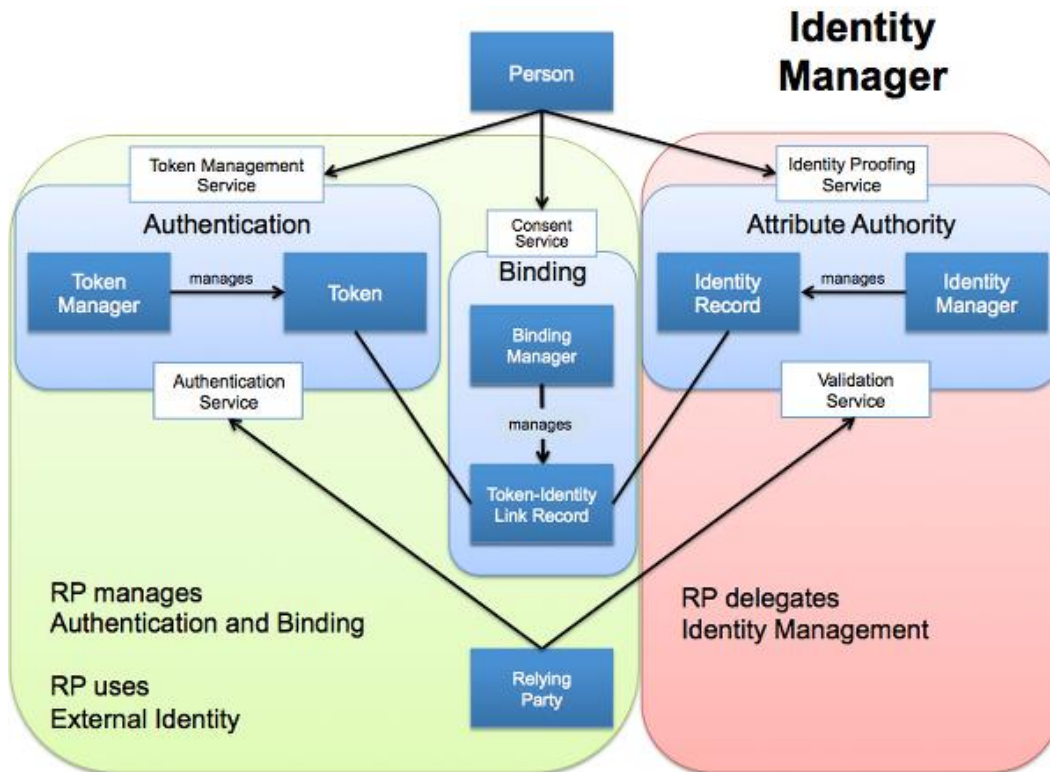 Identity
Manager
Person
Token Management
Service
Identity Proofing
Service
Authentication
Consent
Service
Attribute Authority
Token
Manager
manages
Token
Binding
Identity
Record
manages
Identity
Manager
Binding
Manager
Authentication
Service
Validation
Service
manages
Token-Identity
Link Record
RP manages
Authentication and Binding
RP delegates
Identity Management
RP uses
External Identity
Relying
Party